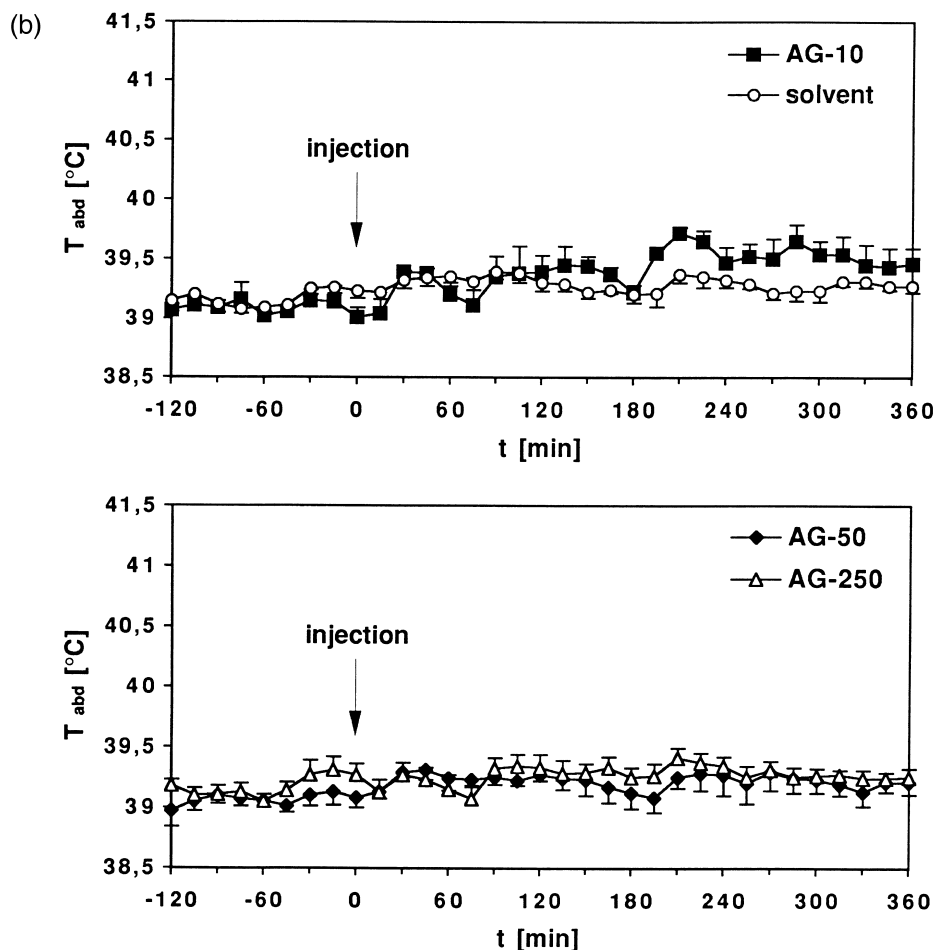 (b)
41,5
41
40,5
40
39,5
39
38,5
T abd [°C]
AG-10
solvent
injection
-120 -60 0 60 120 180 240 300 360
t [min]
41,5
41
40,5
40
39,5
39
38,5
T abd [°C]
AG-50
AG-250
injection
-120 -60 0 60 120 180 240 300 360
t [min]